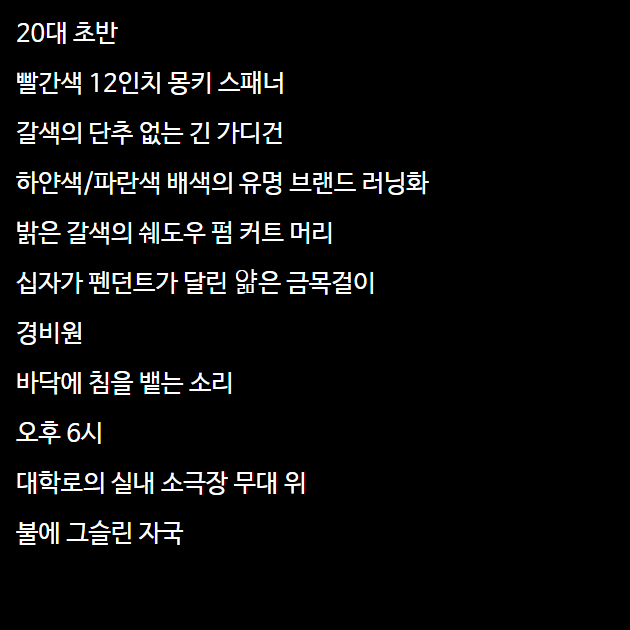 20대 초반
빨간색 12인치 몽키 스패너
갈색의 단추 없는 긴 가디건
하얀색/파란색 배색의 유명 브랜드 러닝화
밝은 갈색의 쉐도우 펌 커트 머리
십자가 펜던트가 달린 얇은 금목걸이
경비원
바닥에 침을 뱉는 소리
오후 6시
대학로의 실내 소극장 무대 위
불에 그슬린 자국